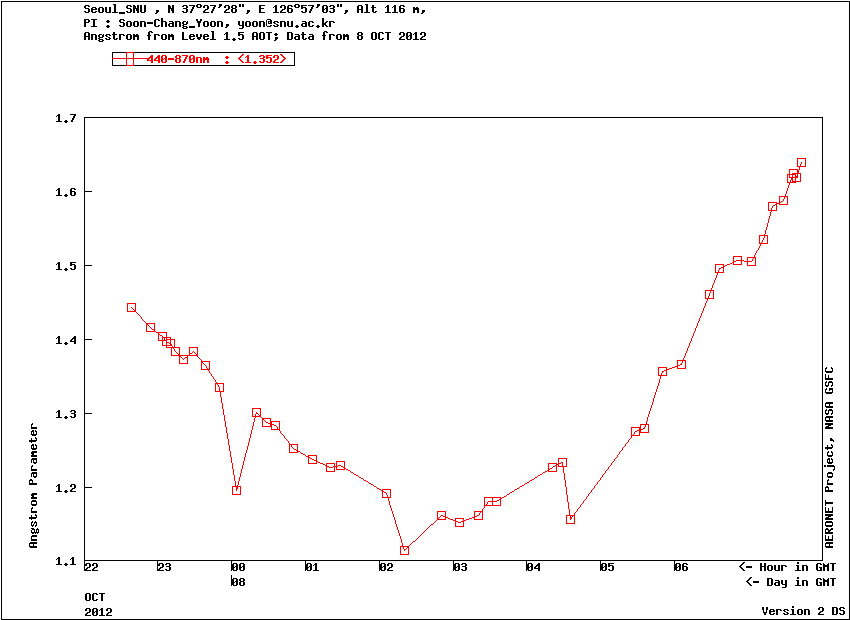 Seoul_SNU , N 37°27'28", E 126°57'03", Alt 116 m,
PI : Soon-Chang_Yoon, yoon@snu.ac.kr
Angstrom from Level 1.5 AOT; Data from 8 OCT 2012
440-870nm : <1.352>
1.7
1.6
1.5
1.4
1.3
1.2
1.1
Angstrom Parameter
AERONET Project, NASA GSFC
22 23 00 01 02 03 04 05 06 <- Hour in GMT
08 <- Day in GMT
OCT
2012
Version 2 DS